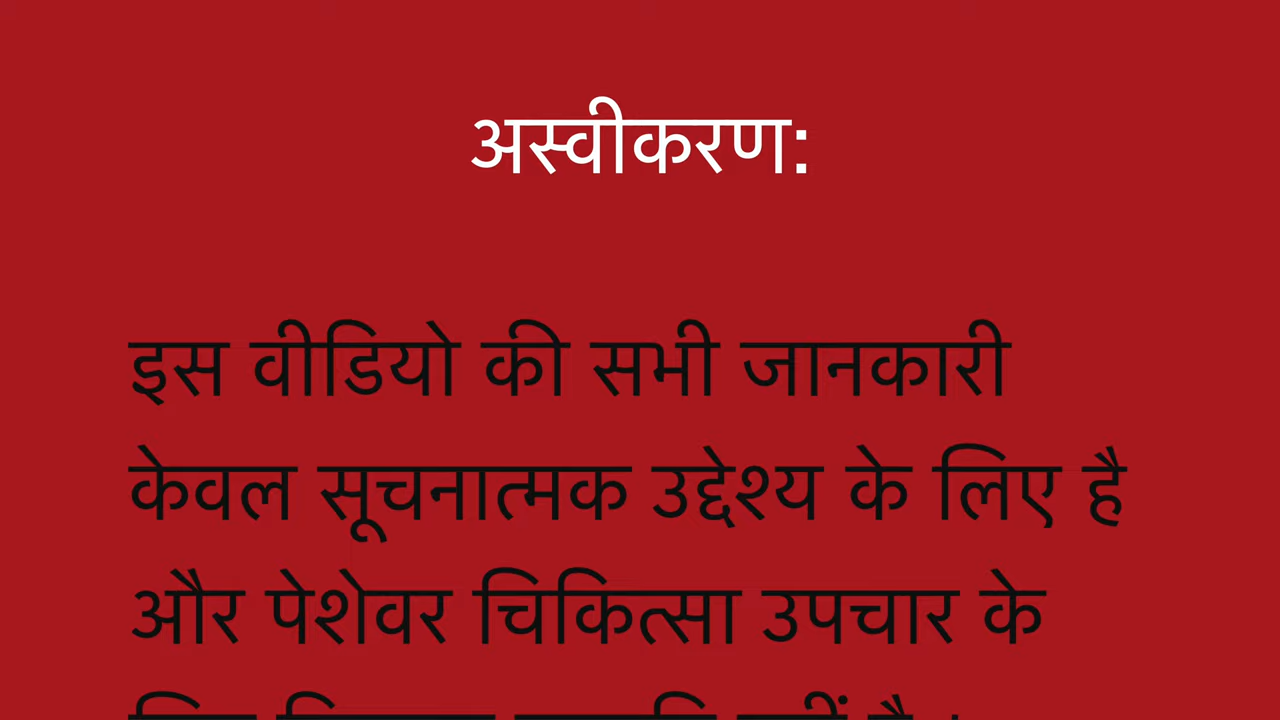 अस्वीकरण:
इस वीडियो की सभी जानकारी
केवल सूचनात्मक उद्देश्य के लिए है
और पेशेवर चिकित्सा उपचार के